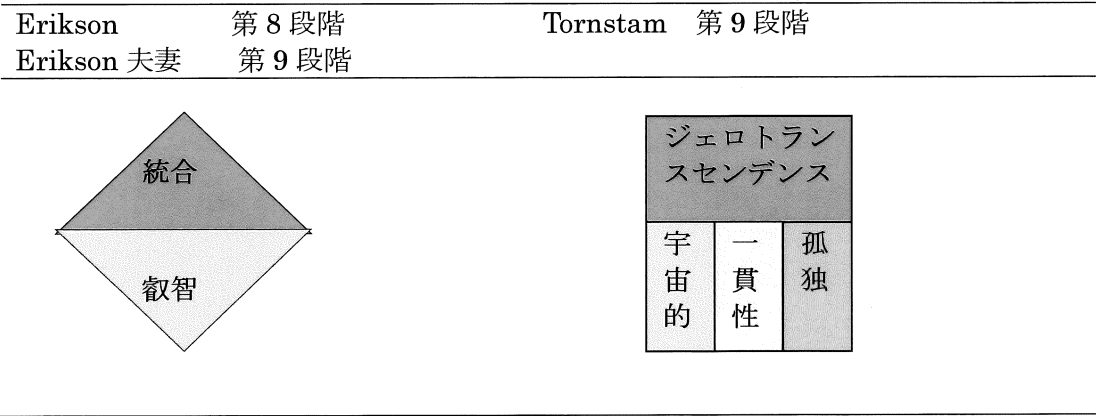 Erikson 第8段階 Tornstam 第9段階
Erikson 夫妻 第9段階
統合
叡智
ジェロトラン
スセンデンス
宇宙的
一貫性
孤独